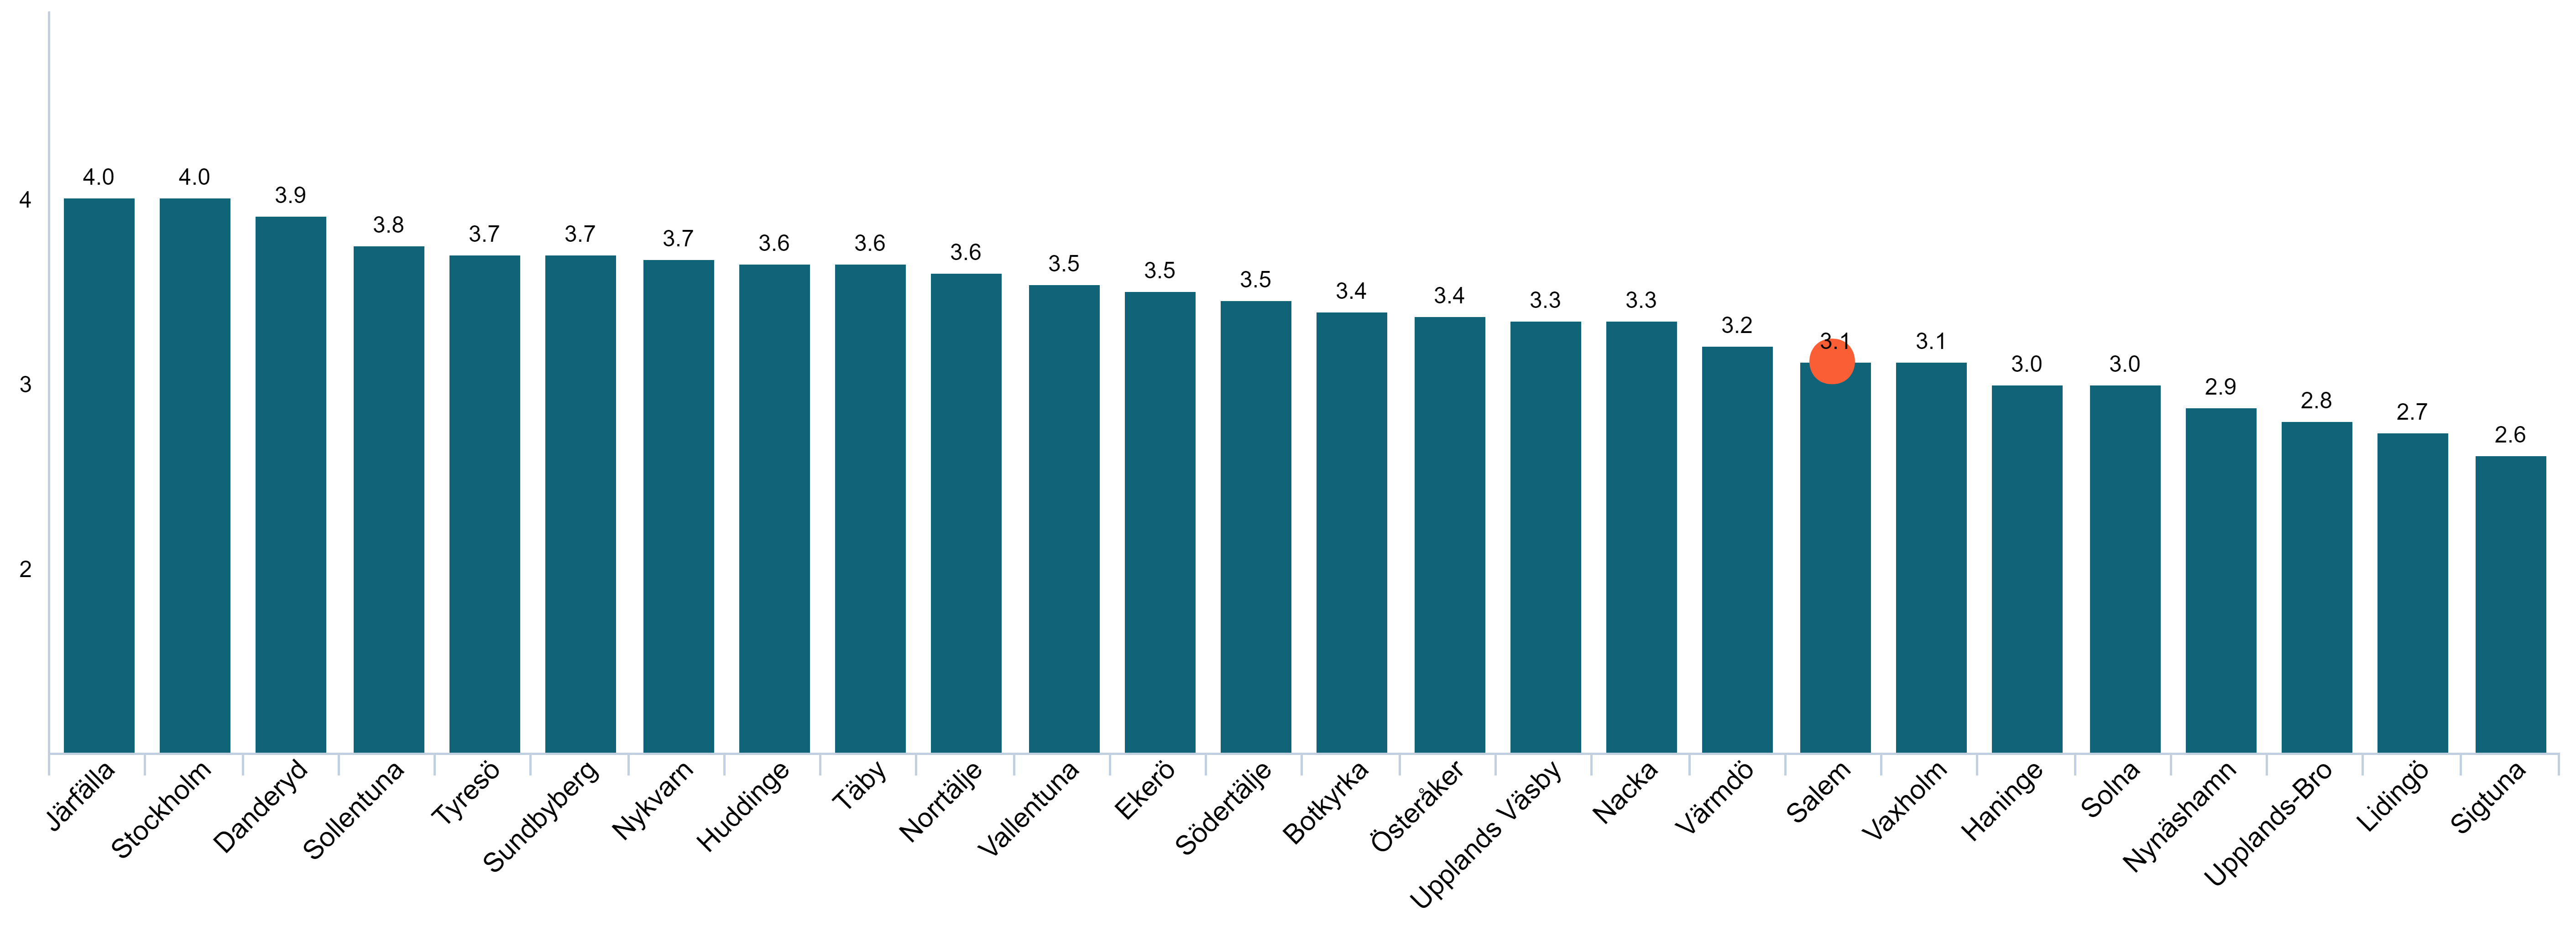 4.0 4.0 3.9 3.8 3.7 3.7 3.7 3.6 3.6 3.6 3.5 3.5 3.5 3.4 3.4 3.3 3.3 3.2 3.1 3.1 3.0 3.0 2.9 2.8 2.7 2.6
4
3
2
Järfälla
Stockholm
Danderyd
Sollentuna
Tyresö
Sundbyberg
Nykvarn
Huddinge
Täby
Norrtälje
Vallentuna
Ekerö
Södertälje
Botkyrka
Österåker
Upplands Väsby
Nacka
Värmdö
Salem
Vaxholm
Haninge
Solna
Nynäshamn
Upplands-Bro
Lidingö
Sigtuna